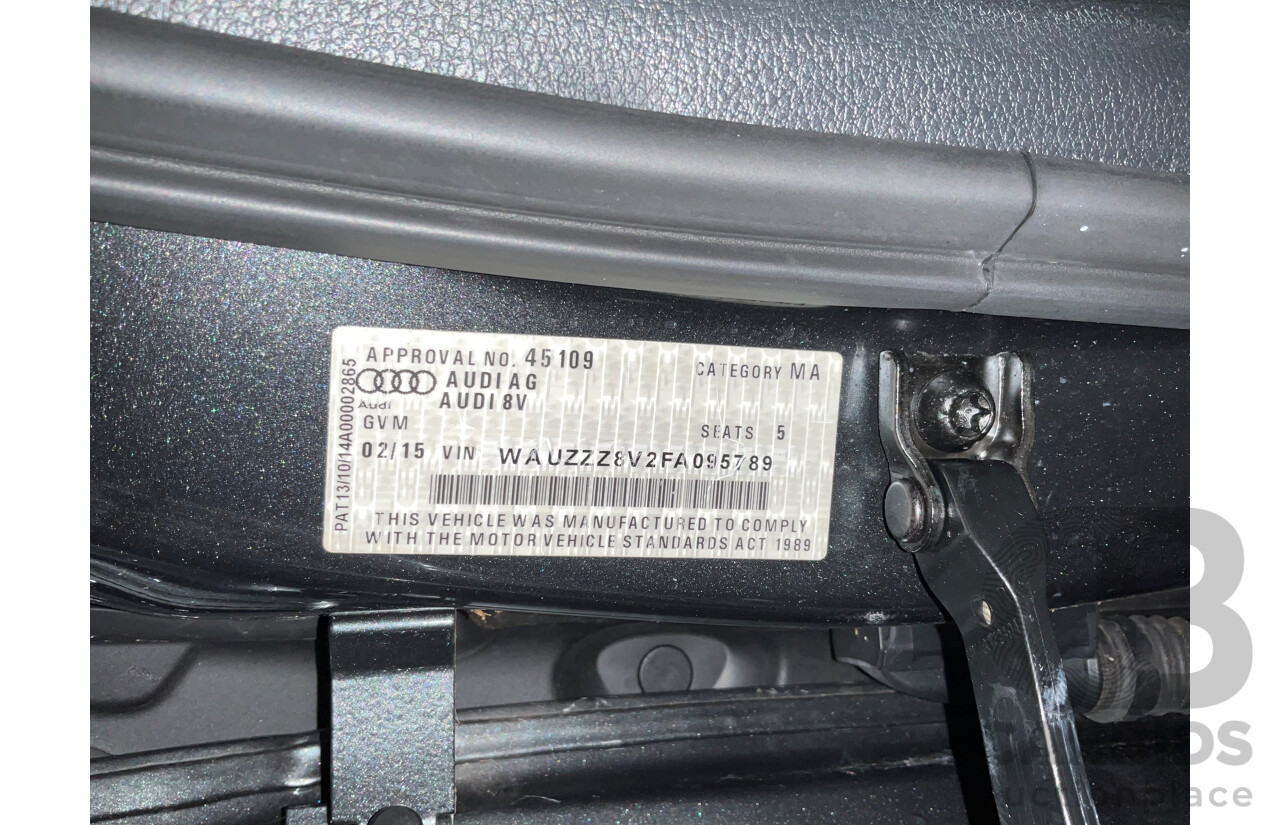 APPROVAL NO. 45109
CATEGORY MA
AUDI AG
Audi
AUDI 8V
GVM
SEATS 5
02/15 VIN WAUZZZ8V2FA095789
THIS VEHICLE WAS MANUFACTURED TO COMPLY
WITH THE MOTOR VEHICLE STANDARDS ACT 1989
PAT13/10/14A00002865